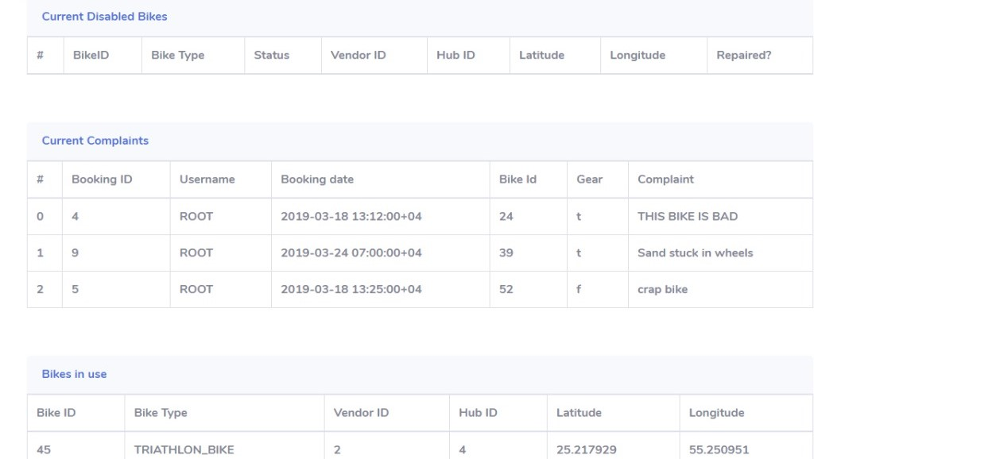 Current Disabled Bikes
# BikeID Bike Type Status Vendor ID Hub ID Latitude Longitude Repaired?
Current Complaints
# Booking ID Username Booking date Bike Id Gear Complaint
0 4 ROOT 2019-03-18 13:12:00+04 24 t THIS BIKE IS BAD
1 9 ROOT 2019-03-24 07:00:00+04 39 t Sand stuck in wheels
2 5 ROOT 2019-03-18 13:25:00+04 52 f crap bike
Bikes in use
Bike ID Bike Type Vendor ID Hub ID Latitude Longitude
45 TRIATHLON_BIKE 2 4 25.217929 55.250951